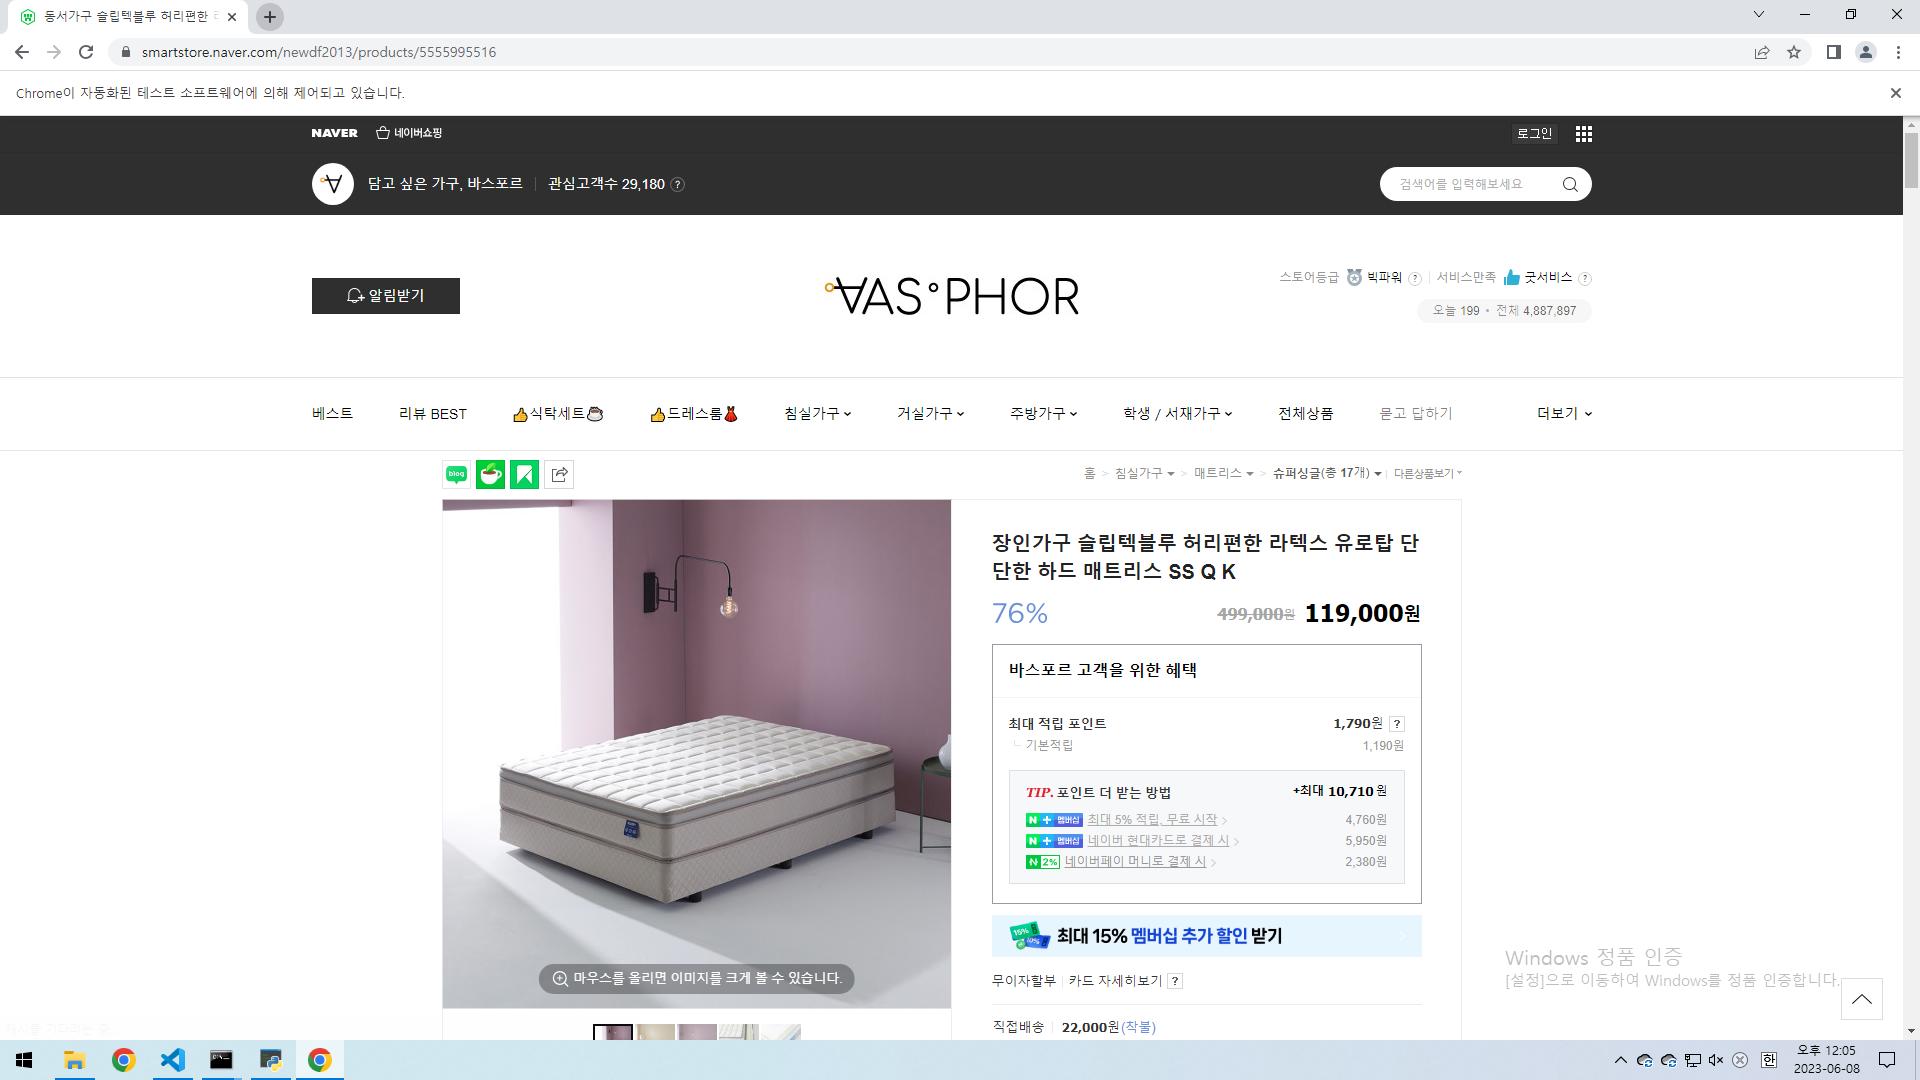 동서가구 슬립텍블루 허리편한
smartstore.naver.com/newdf2013/products/5555995516
Chrome이 자동화된 테스트 소프트웨어에 의해 제어되고 있습니다.
NAVER 네이버쇼핑
로그인
담고 싶은 가구, 바스포르 관심고객수 29,180 ?
검색어를 입력해보세요
알림받기
VAS°PHOR
스토어등급 빅파워 ? 서비스만족 굿서비스 ?
오늘 199 • 전체 4,887,897
베스트 리뷰 BEST 👍식탁세트☕ 👍드레스룸👗 침실가구 거실가구 주방가구 학생 / 서재가구 전체상품 묻고 답하기 더보기
blog
홈 > 침실가구 > 매트리스 > 슈퍼싱글(총 17개) 다른상품보기
장인가구 슬립텍블루 허리편한 라텍스 유로탑 단
단한 하드 매트리스 SS Q K
76% 499,000원 119,000원
바스포르 고객을 위한 혜택
최대 적립 포인트 1,790원 ?
기본적립 1,190원
TIP. 포인트 더 받는 방법 +최대 10,710 원
N + 멤버십 최대 5% 적립, 무료 시작 > 4,760원
N + 멤버십 네이버 현대카드로 결제 시 > 5,950원
N 2% 네이버페이 머니로 결제 시 > 2,380원
15% 10% 최대 15% 멤버십 추가 할인 받기
무이자할부 카드 자세히보기 ?
직접배송 22,000원(착불)
마우스를 올리면 이미지를 크게 볼 수 있습니다.
Windows 정품 인증
[설정]으로 이동하여 Windows를 정품 인증합니다.
한
오후 12:05
2023-06-08